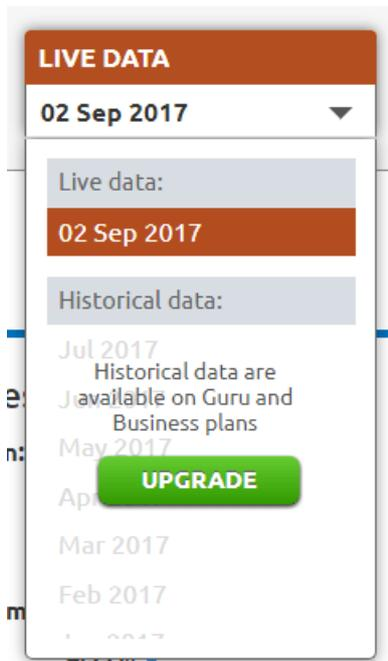 LIVE DATA
02 Sep 2017
Live data:
02 Sep 2017
Historical data:
Jul 2017
Historical data are
available on Guru and
Business plans
May 2017
UPGRADE
Mar 2017
Feb 2017